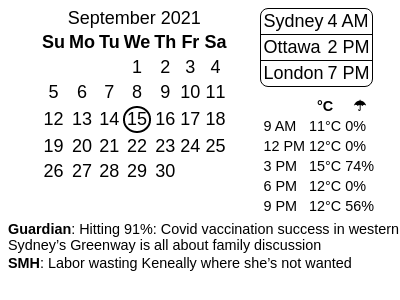 September 2021
Su Mo Tu We Th Fr Sa
1 2 3 4
5 6 7 8 9 10 11
12 13 14 15 16 17 18
19 20 21 22 23 24 25
26 27 28 29 30
Sydney 4 AM
Ottawa 2 PM
London 7 PM
°C ☂
9 AM 11°C 0%
12 PM 12°C 0%
3 PM 15°C 74%
6 PM 12°C 0%
9 PM 12°C 56%
Guardian: Hitting 91%: Covid vaccination success in western
Sydney’s Greenway is all about family discussion
SMH: Labor wasting Keneally where she’s not wanted